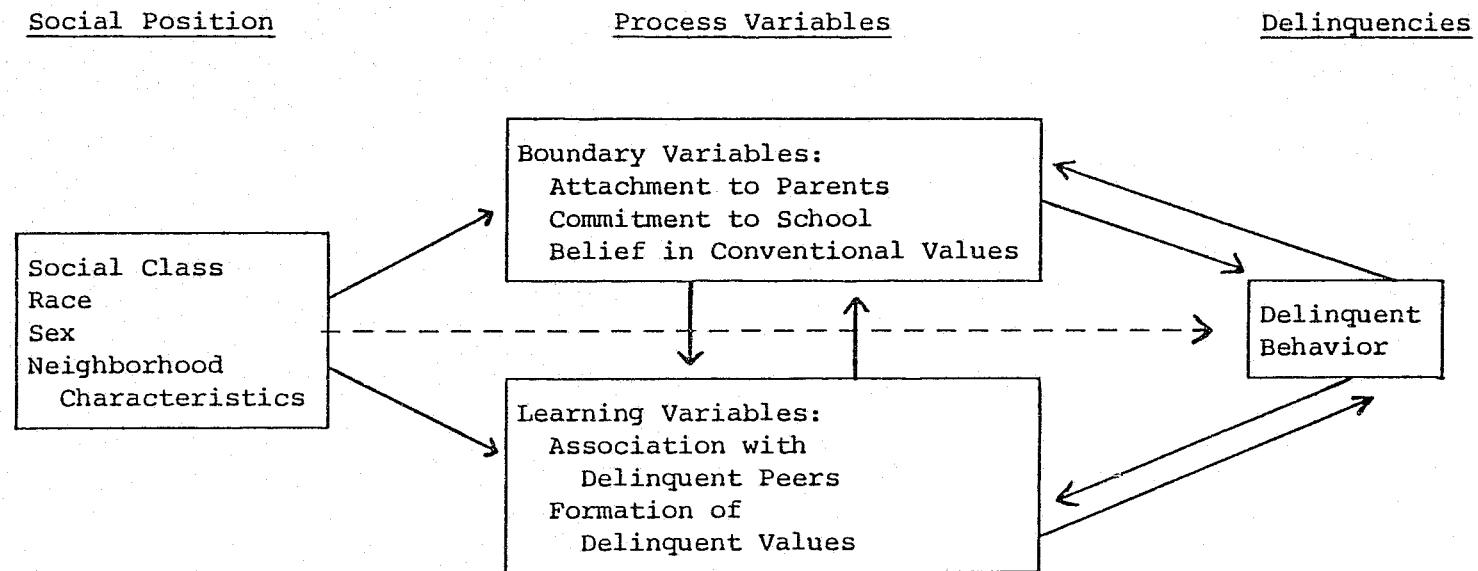 Social Position
Process Variables
Delinquencies
Boundary Variables:
Attachment to Parents
Commitment to School
Belief in Conventional Values
Social Class
Race
Sex
Neighborhood
Characteristics
Delinquent
Behavior
Learning Variables:
Association with
Delinquent Peers
Formation of
Delinquent Values